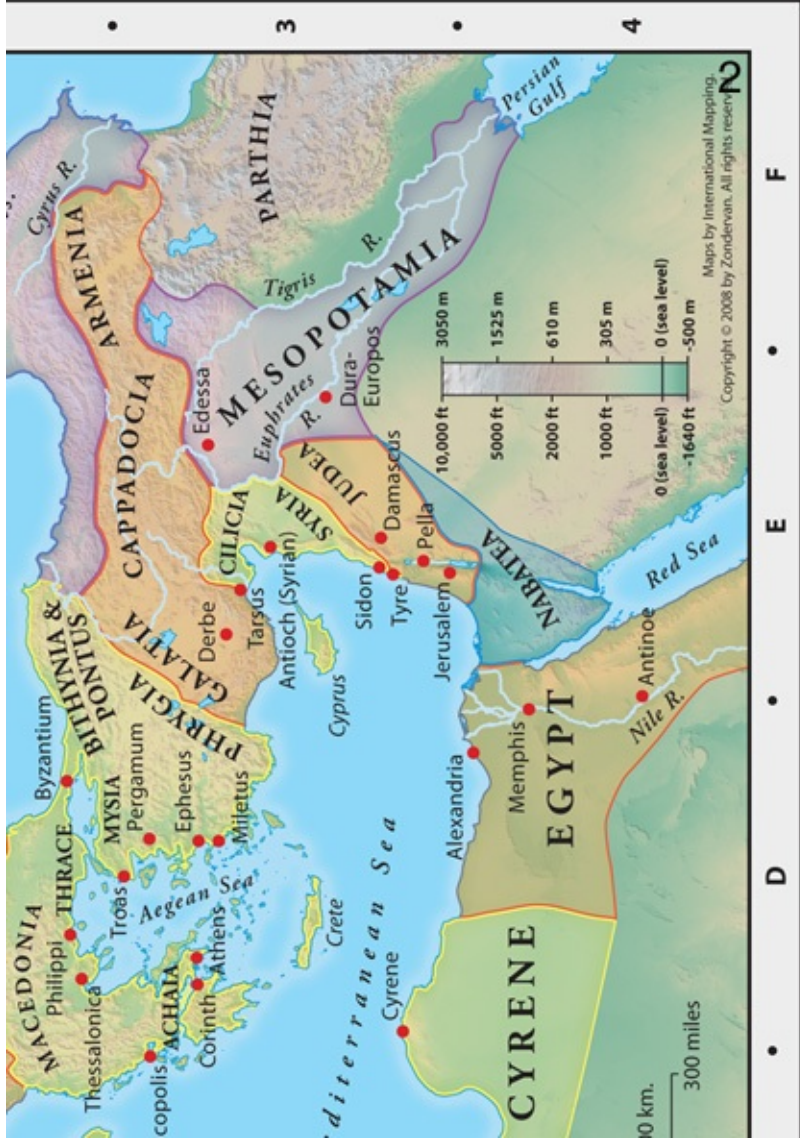 3
4
2
F
E
D
Cyrus R.
ARMENIA
PARTHIA
Persian
Gulf
CAPPADOCIA
Edessa
Tigris
R.
MESOPOTAMIA
Euphrates
R.
Dura-
Europos
BITHYNIA &
PONTUS
GALATIA
PHRYGIA
Derbe
Tarsus
CILICIA
SYRIA
JUDEA
Antioch (Syrian)
Damascus
Sidon
Tyre
Pella
Jerusalem
NABATEA
Red Sea
Cyprus
Byzantium
THRACE
MYSIA
Pergamum
Ephesus
Miletus
Troas
Aegean Sea
MACEDONIA
Philippi
Thessalonica
copolis
ACHAIA
Athens
Corinth
Crete
diterranean Sea
Alexandria
Memphis
EGYPT
Antinoe
Nile R.
Cyrene
CYRENE
0 km.
300 miles
10,000 ft
3050 m
5000 ft
1525 m
2000 ft
610 m
1000 ft
305 m
0 (sea level)
0 (sea level)
-1640 ft
-500 m
Maps by International Mapping.
Copyright © 2008 by Zondervan. All rights reserv